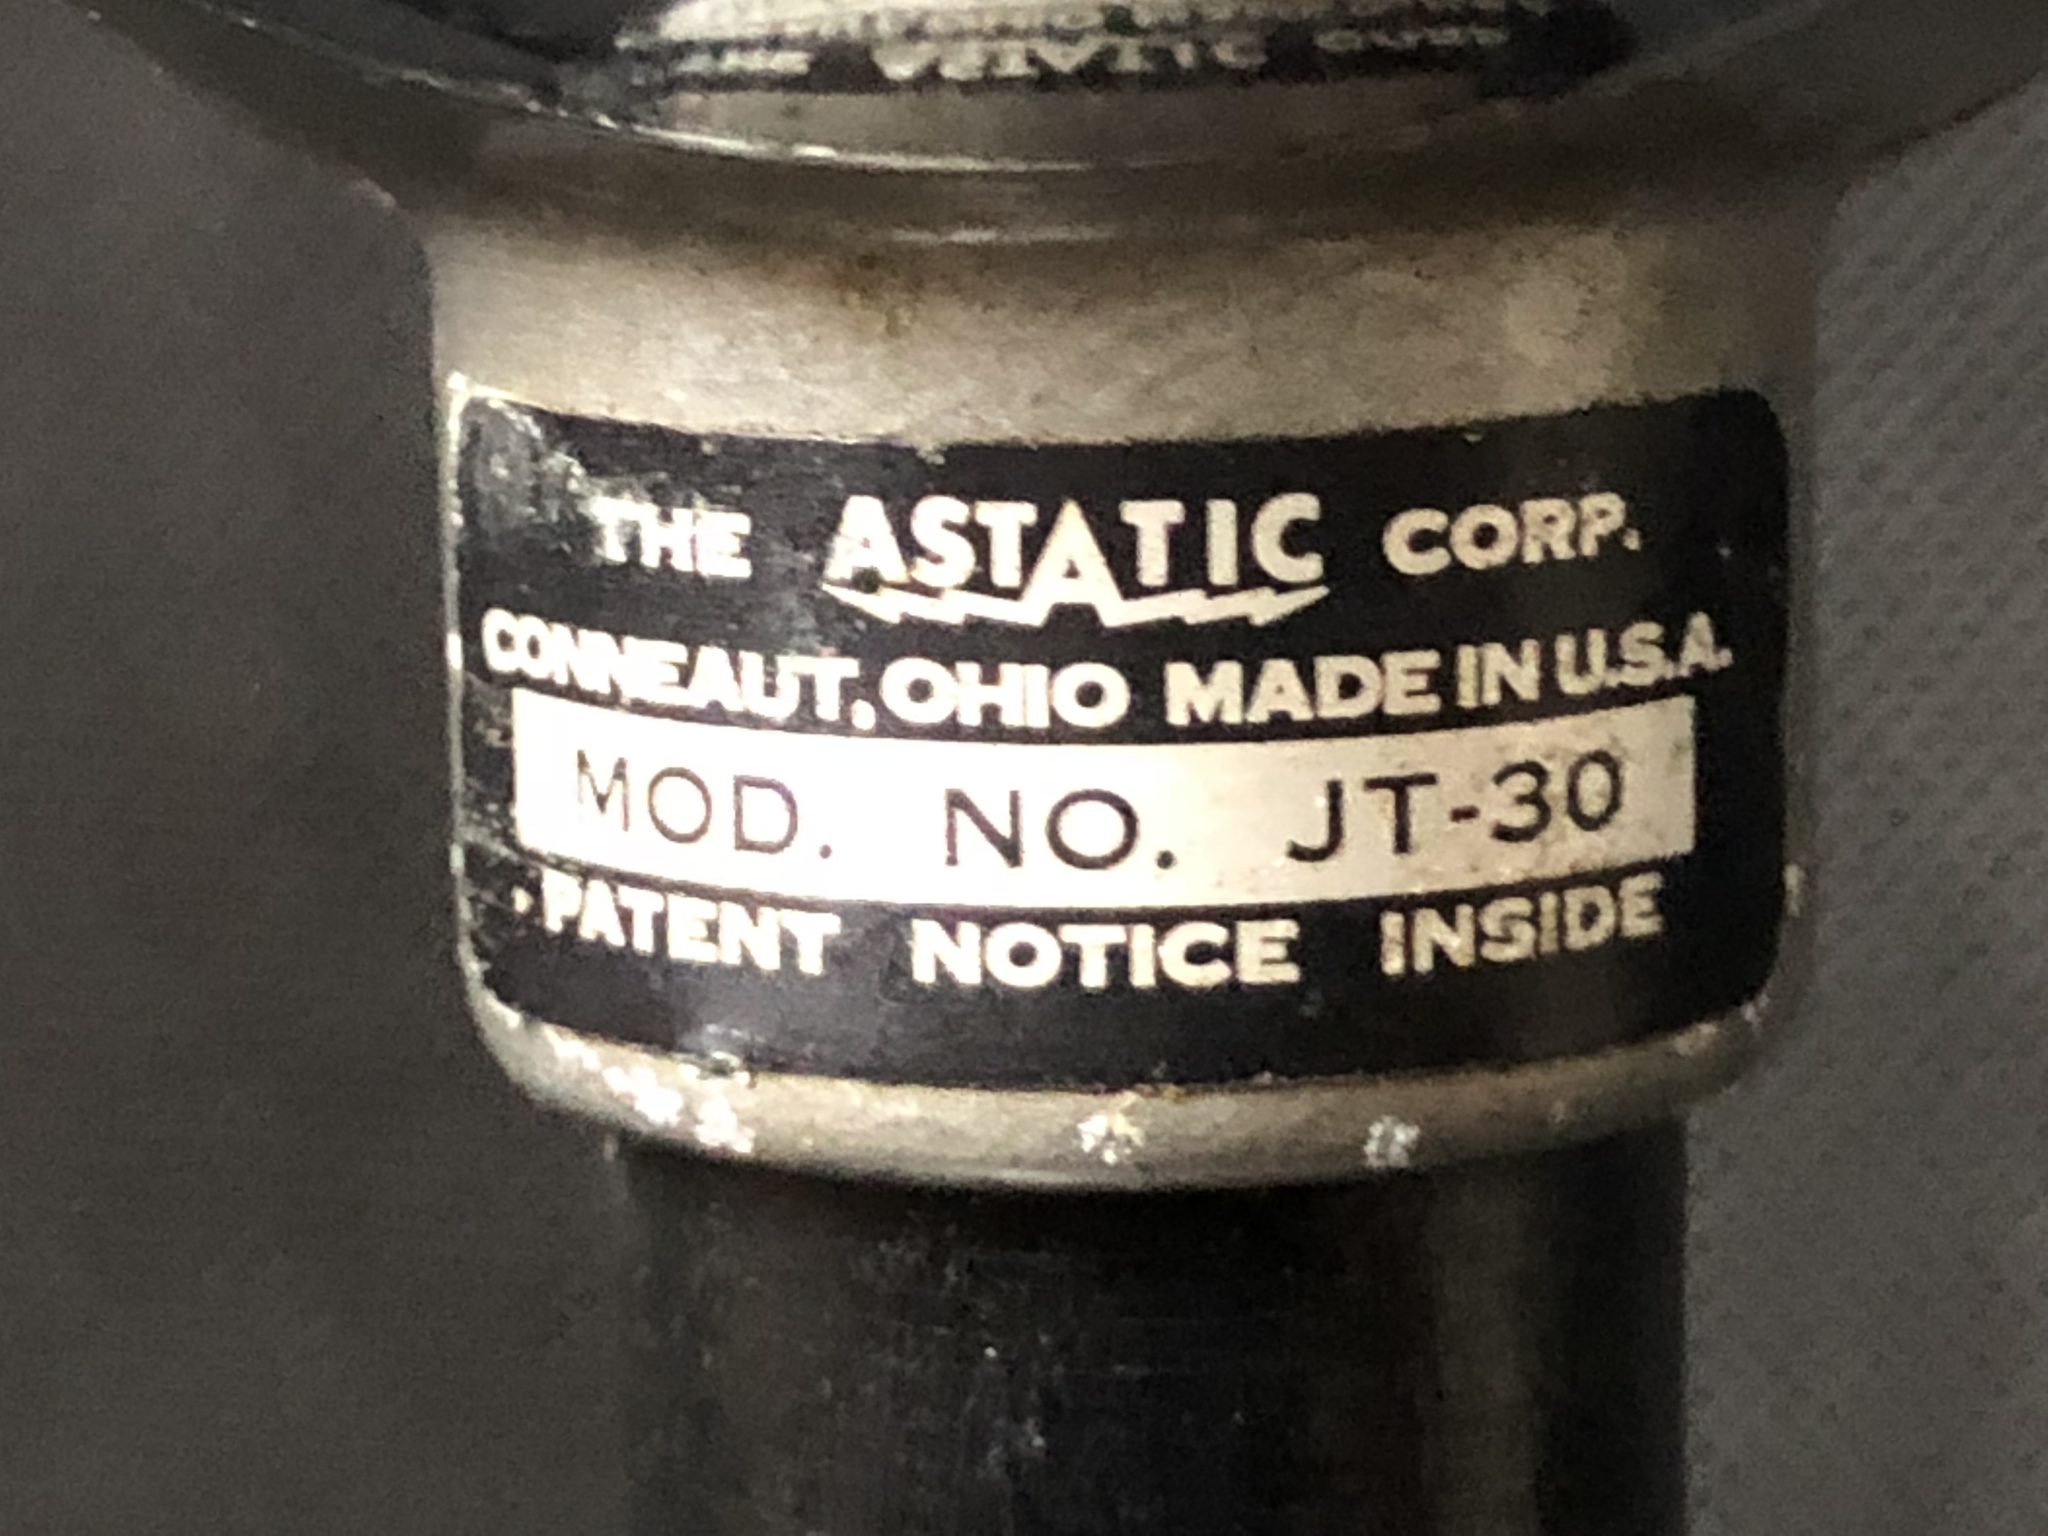 THE ASTATIC CORP.
CONNEAUT, OHIO MADE IN U.S.A.
MOD. NO. JT-30
PATENT NOTICE INSIDE